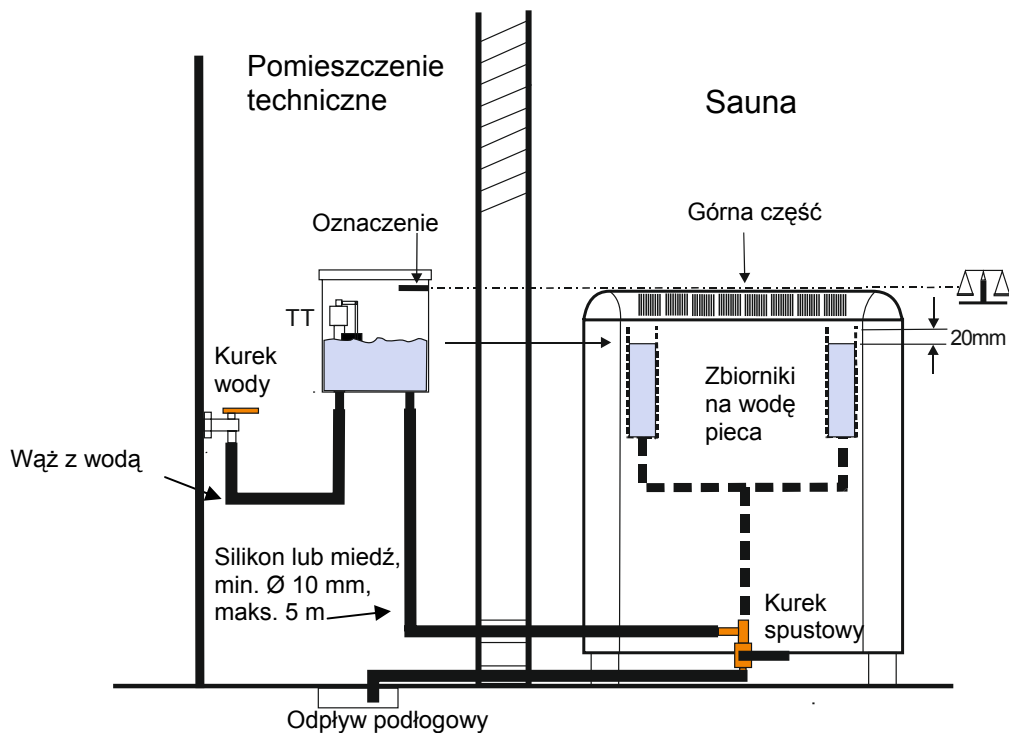 Pomieszczenie
techniczne
Sauna
Oznaczenie
Górna część
TT
20mm
Kurek
wody
Zbiorniki
na wodę
pieca
Wąż z wodą
Silikon lub miedź,
min. Ø 10 mm,
maks. 5 m
Kurek
spustowy
Odpływ podłogowy